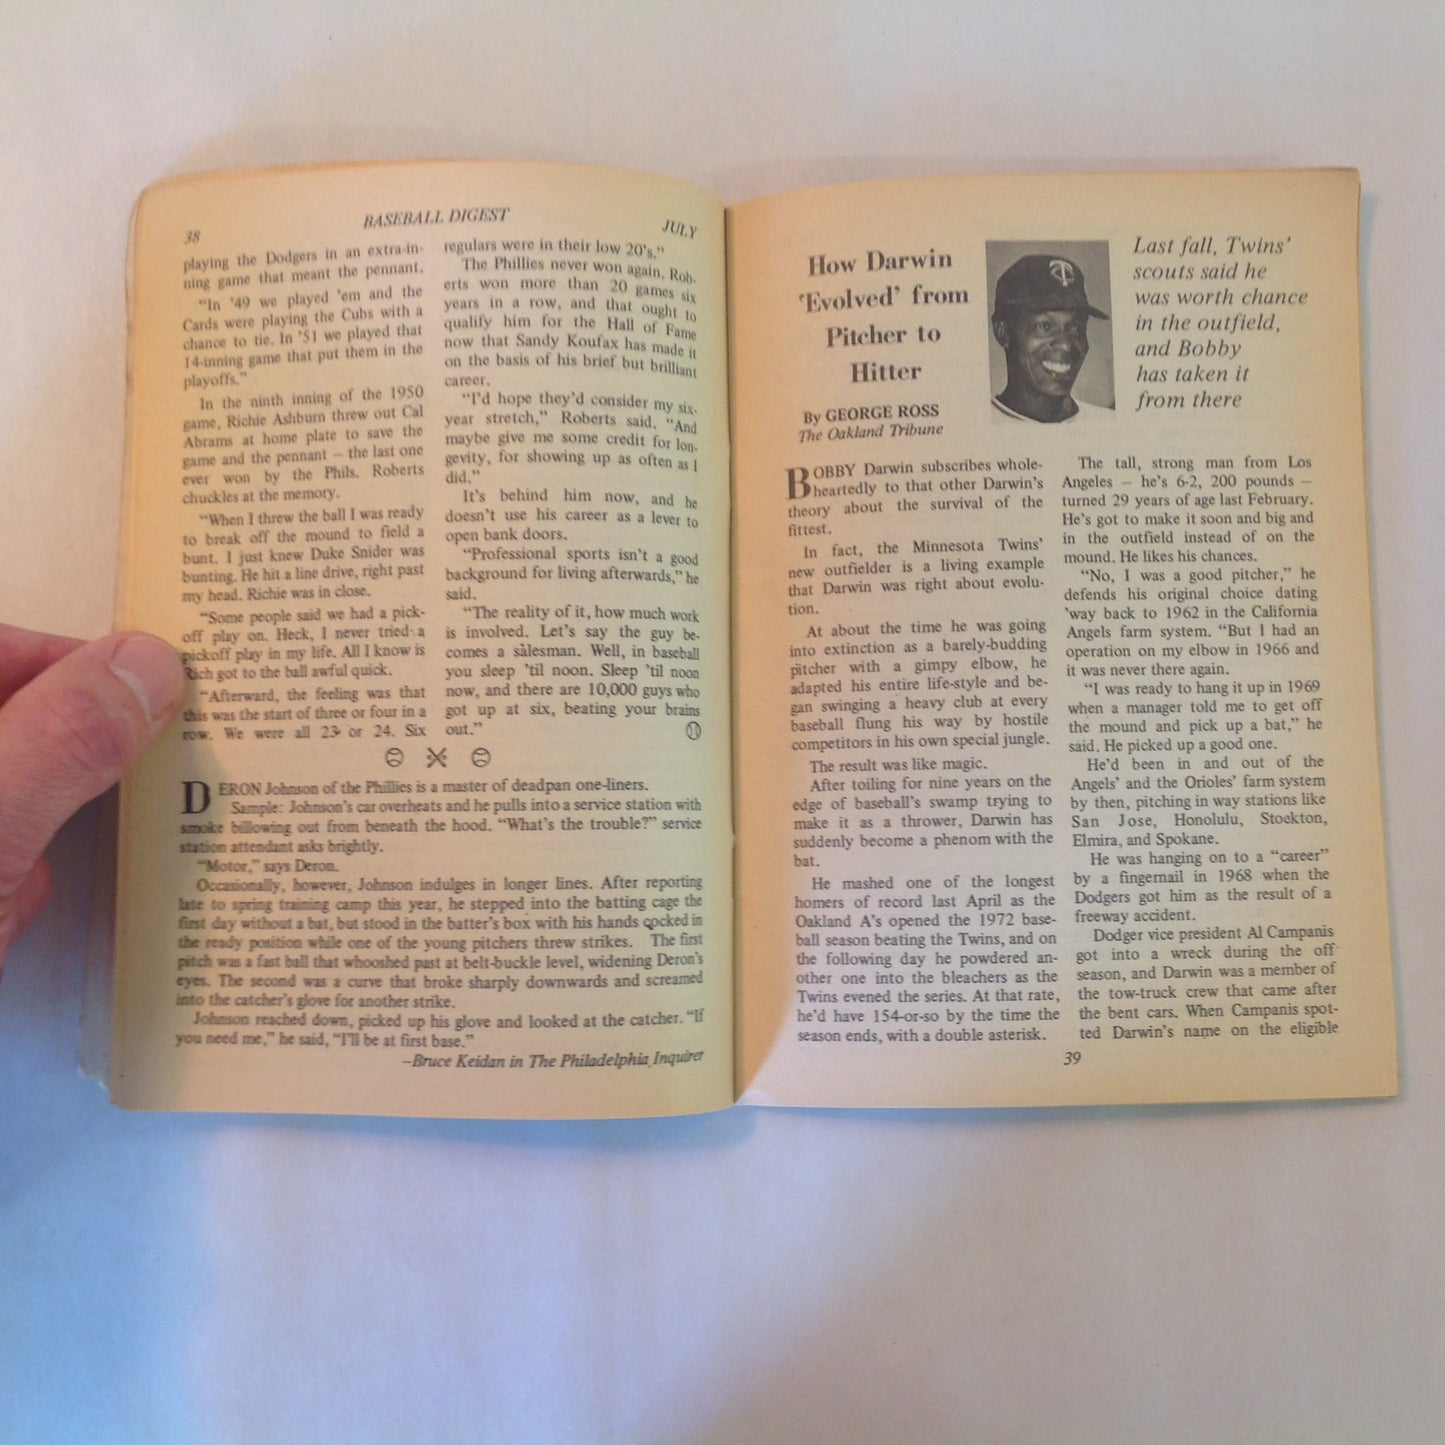 38
BASEBALL DIGEST
JULY
playing the Dodgers in an extra-in-
ning game that meant the pennant.
"In '49 we played 'em and the
Cards were playing the Cubs with a
chance to tie. In '51 we played that
14-inning game that put them in the
playoffs."
In the ninth inning of the 1950
game, Richie Ashburn threw out Cal
Abrams at home plate to save the
game and the pennant — the last one
ever won by the Phils. Roberts
chuckles at the memory.
"When I threw the ball I was ready
to break off the mound to field a
bunt. I just knew Duke Snider was
bunting. He hit a line drive, right past
my head. Richie was in close.
"Some people said we had a pick-
off play on. Heck, I never tried a
pickoff play in my life. All I know is
Rich got to the ball awful quick.
"Afterward, the feeling was that
this was the start of three or four in a
row. We were all 23 or 24. Six
regulars were in their low 20's."
The Phillies never won again. Rob-
erts won more than 20 games six
years in a row, and that ought to
qualify him for the Hall of Fame
now that Sandy Koufax has made it
on the basis of his brief but brilliant
career.
"I'd hope they'd consider my six-
year stretch," Roberts said. "And
maybe give me some credit for lon-
gevity, for showing up as often as I
did."
It's behind him now, and he
doesn't use his career as a lever to
open bank doors.
"Professional sports isn't a good
background for living afterwards," he
said.
"The reality of it, how much work
is involved. Let's say the guy be-
comes a salesman. Well, in baseball
you sleep 'til noon. Sleep 'til noon
now, and there are 10,000 guys who
got up at six, beating your brains
out."
DERON Johnson of the Phillies is a master of deadpan one-liners.
Sample: Johnson's car overheats and he pulls into a service station with
smoke billowing out from beneath the hood. "What's the trouble?" service
station attendant asks brightly.
"Motor," says Deron.
Occasionally, however, Johnson indulges in longer lines. After reporting
late to spring training camp this year, he stepped into the batting cage the
first day without a bat, but stood in the batter's box with his hands cocked in
the ready position while one of the young pitchers threw strikes. The first
pitch was a fast ball that whooshed past at belt-buckle level, widening Deron's
eyes. The second was a curve that broke sharply downwards and screamed
into the catcher's glove for another strike.
Johnson reached down, picked up his glove and looked at the catcher. "If
you need me," he said, "I'll be at first base."
—Bruce Keidan in The Philadelphia Inquirer
How Darwin
'Evolved' from
Pitcher to
Hitter
By GEORGE ROSS
The Oakland Tribune
Last fall, Twins'
scouts said he
was worth chance
in the outfield,
and Bobby
has taken it
from there
BOBBY Darwin subscribes whole-
heartedly to that other Darwin's
theory about the survival of the
fittest.
In fact, the Minnesota Twins'
new outfielder is a living example
that Darwin was right about evolu-
tion.
At about the time he was going
into extinction as a barely-budding
pitcher with a gimpy elbow, he
adapted his entire life-style and be-
gan swinging a heavy club at every
baseball flung his way by hostile
competitors in his own special jungle.
The result was like magic.
After toiling for nine years on the
edge of baseball's swamp trying to
make it as a thrower, Darwin has
suddenly become a phenom with the
bat.
He mashed one of the longest
homers of record last April as the
Oakland A's opened the 1972 base-
ball season beating the Twins, and on
the following day he powdered an-
other one into the bleachers as the
Twins evened the series. At that rate,
he'd have 154-or-so by the time the
season ends, with a double asterisk.
The tall, strong man from Los
Angeles — he's 6-2, 200 pounds —
turned 29 years of age last February.
He's got to make it soon and big and
in the outfield instead of on the
mound. He likes his chances.
"No, I was a good pitcher," he
defends his original choice dating
'way back to 1962 in the California
Angels farm system. "But I had an
operation on my elbow in 1966 and
it was never there again.
"I was ready to hang it up in 1969
when a manager told me to get off
the mound and pick up a bat," he
said. He picked up a good one.
He'd been in and out of the
Angels' and the Orioles' farm system
by then, pitching in way stations like
San Jose, Honolulu, Stockton,
Elmira, and Spokane.
He was hanging on to a "career"
by a fingernail in 1968 when the
Dodgers got him as the result of a
freeway accident.
Dodger vice president Al Campanis
got into a wreck during the off
season, and Darwin was a member of
the tow-truck crew that came after
the bent cars. When Campanis spot-
ted Darwin's name on the eligible
39